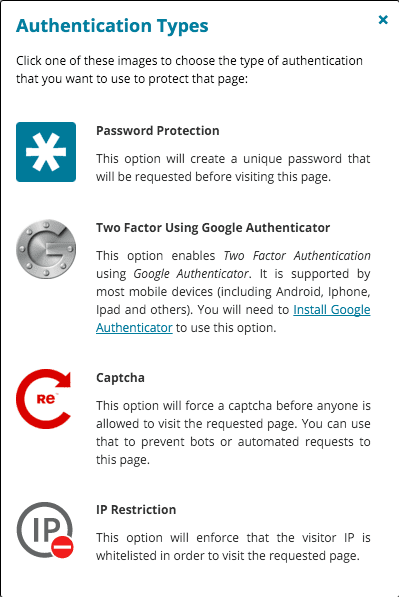 Authentication Types
×
Click one of these images to choose the type of authentication
that you want to use to protect that page:
Password Protection
This option will create a unique password that
will be requested before visiting this page.
Two Factor Using Google Authenticator
This option enables Two Factor Authentication
using Google Authenticator. It is supported by
most mobile devices (including Android, Iphone,
Ipad and others). You will need to Install Google
Authenticator to use this option.
RE
Captcha
This option will force a captcha before anyone is
allowed to visit the requested page. You can use
that to prevent bots or automated requests to
this page.
IP
IP Restriction
This option will enforce that the visitor IP is
whitelisted in order to visit the requested page.